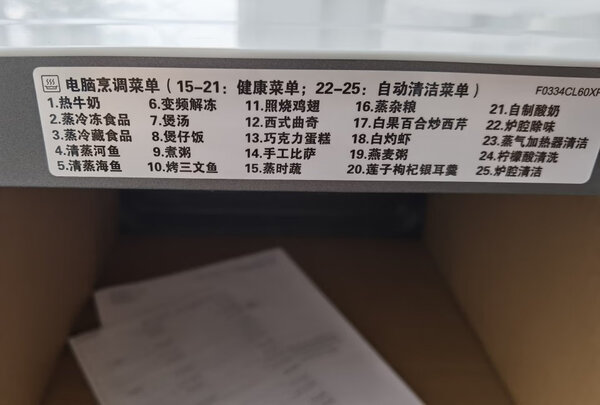 电脑烹调菜单（15-21：健康菜单；22-25：自动清洁菜单）
F0334CL60XP
1.热牛奶
2.蒸冷冻食品
3.蒸冷藏食品
4.清蒸河鱼
5.清蒸海鱼
6.变频解冻
7.煲汤
8.煲仔饭
9.煮粥
10.烤三文鱼
11.照烧鸡翅
12.西式曲奇
13.巧克力蛋糕
14.手工比萨
15.蒸时蔬
16.蒸杂粮
17.白果百合炒西芹
18.白灼虾
19.燕麦粥
20.莲子枸杞银耳羹
21.自制酸奶
22.炉腔除味
23.蒸气加热器清洁
24.柠檬酸清洗
25.炉腔清洁